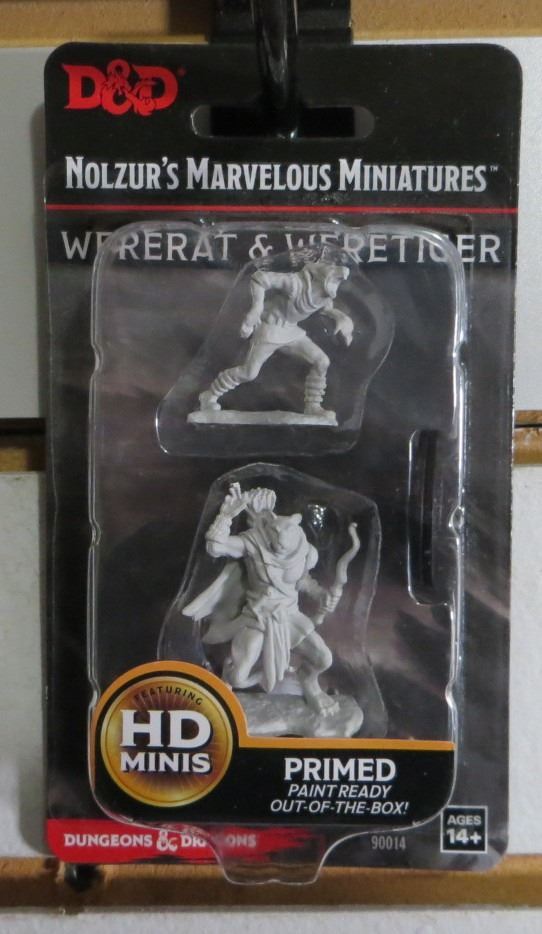 D&D®
NOLZUR'S MARVELOUS MINIATURES™
WERERAT & WERETIGER
FEATURING
HD
MINIS
PRIMED
PAINT READY
OUT-OF-THE-BOX!
DUNGEONS & DRAGONS
90014
AGES
14+